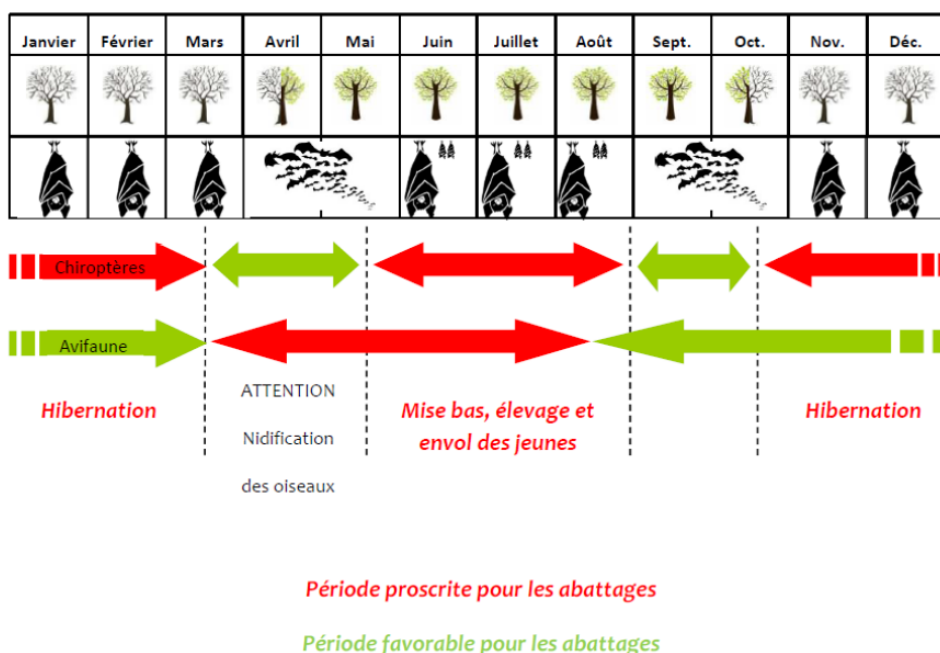 Janvier Février Mars Avril Mai Juin Juillet Août Sept. Oct. Nov. Déc.
Chiroptères
Avifaune
Hibernation
ATTENTION
Nidification
des oiseaux
Mise bas, élevage et
envol des jeunes
Hibernation
Période proscrite pour les abattages
Période favorable pour les abattages